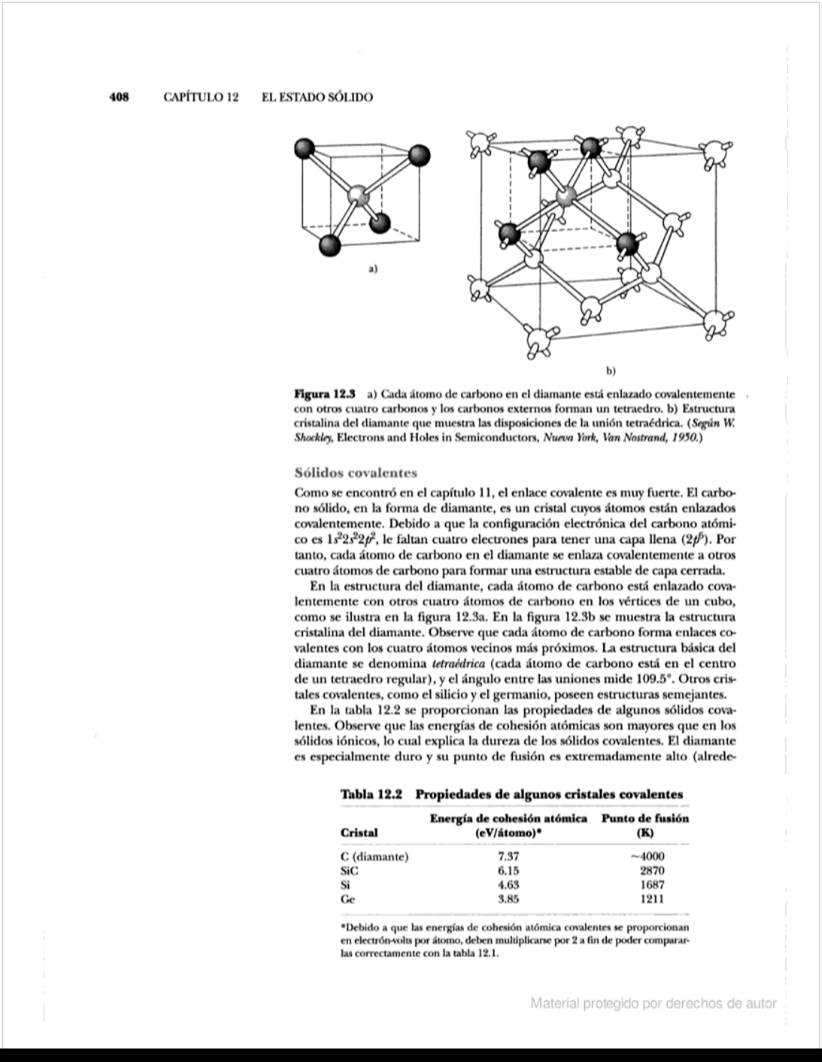 408 CAPÍTULO 12 EL ESTADO SÓLIDO
a)
b)
Figura 12.3 a) Cada átomo de carbono en el diamante está enlazado covalentemente
con otros cuatro carbonos y los carbonos externos forman un tetraedro. b) Estructura
cristalina del diamante que muestra las disposiciones de la unión tetraédrica. (Según W.
Shockley, Electrons and Holes in Semiconductors, Nueva York, Van Nostrand, 1950.)
Sólidos covalentes
Como se encontró en el capítulo 11, el enlace covalente es muy fuerte. El carbo-
no sólido, en la forma de diamante, es un cristal cuyos átomos están enlazados
covalentemente. Debido a que la configuración electrónica del carbono atómi-
co es 1s²2s²2p², le faltan cuatro electrones para tener una capa llena (2p⁶). Por
tanto, cada átomo de carbono en el diamante se enlaza covalentemente a otros
cuatro átomos de carbono para formar una estructura estable de capa cerrada.
En la estructura del diamante, cada átomo de carbono está enlazado cova-
lentemente con otros cuatro átomos de carbono en los vértices de un cubo,
como se ilustra en la figura 12.3a. En la figura 12.3b se muestra la estructura
cristalina del diamante. Observe que cada átomo de carbono forma enlaces co-
valentes con los cuatro átomos vecinos más próximos. La estructura básica del
diamante se denomina tetraédrica (cada átomo de carbono está en el centro
de un tetraedro regular), y el ángulo entre las uniones mide 109.5°. Otros cris-
tales covalentes, como el silicio y el germanio, poseen estructuras semejantes.
En la tabla 12.2 se proporcionan las propiedades de algunos sólidos cova-
lentes. Observe que las energías de cohesión atómicas son mayores que en los
sólidos iónicos, lo cual explica la dureza de los sólidos covalentes. El diamante
es especialmente duro y su punto de fusión es extremadamente alto (alrede-
Tabla 12.2 Propiedades de algunos cristales covalentes
Energía de cohesión atómica Punto de fusión
Cristal (eV/átomo)* (K)
C (diamante) 7.37 ~4000
SiC 6.15 2870
Si 4.63 1687
Ge 3.85 1211
*Debido a que las energías de cohesión atómica covalentes se proporcionan
en electrón-volts por átomo, deben multiplicarse por 2 a fin de poder comparar-
las correctamente con la tabla 12.1.
Material protegido por derechos de autor